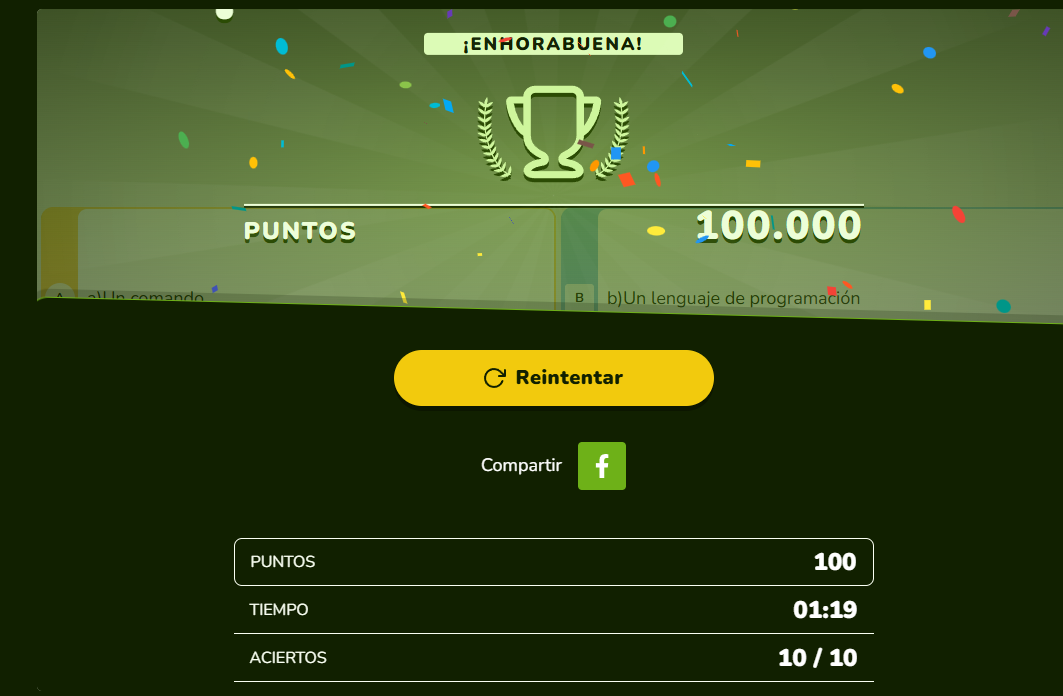 ¡ENHORABUENA!
PUNTOS 100.000
A a)Un comando
B b)Un lenguaje de programación
Reintentar
Compartir
PUNTOS 100
TIEMPO 01:19
ACIERTOS 10 / 10